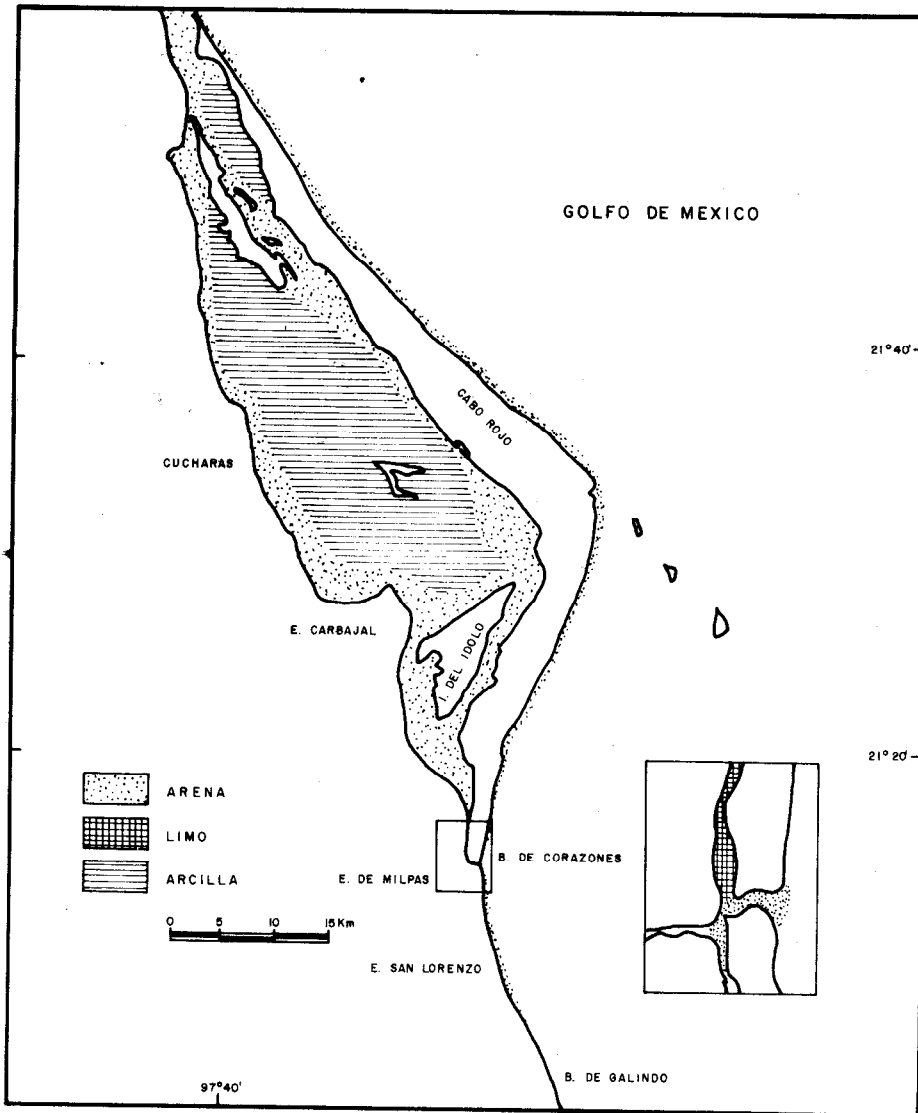 GOLFO DE MEXICO
21°40'
CABO ROJO
CUCHARAS
E. CARBAJAL
I. DEL IDOLO
21°20'
ARENA
LIMO
ARCILLA
B. DE CORAZONES
E. DE MILPAS
0 5 10 15 Km
E. SAN LORENZO
B. DE GALINDO
97°40'